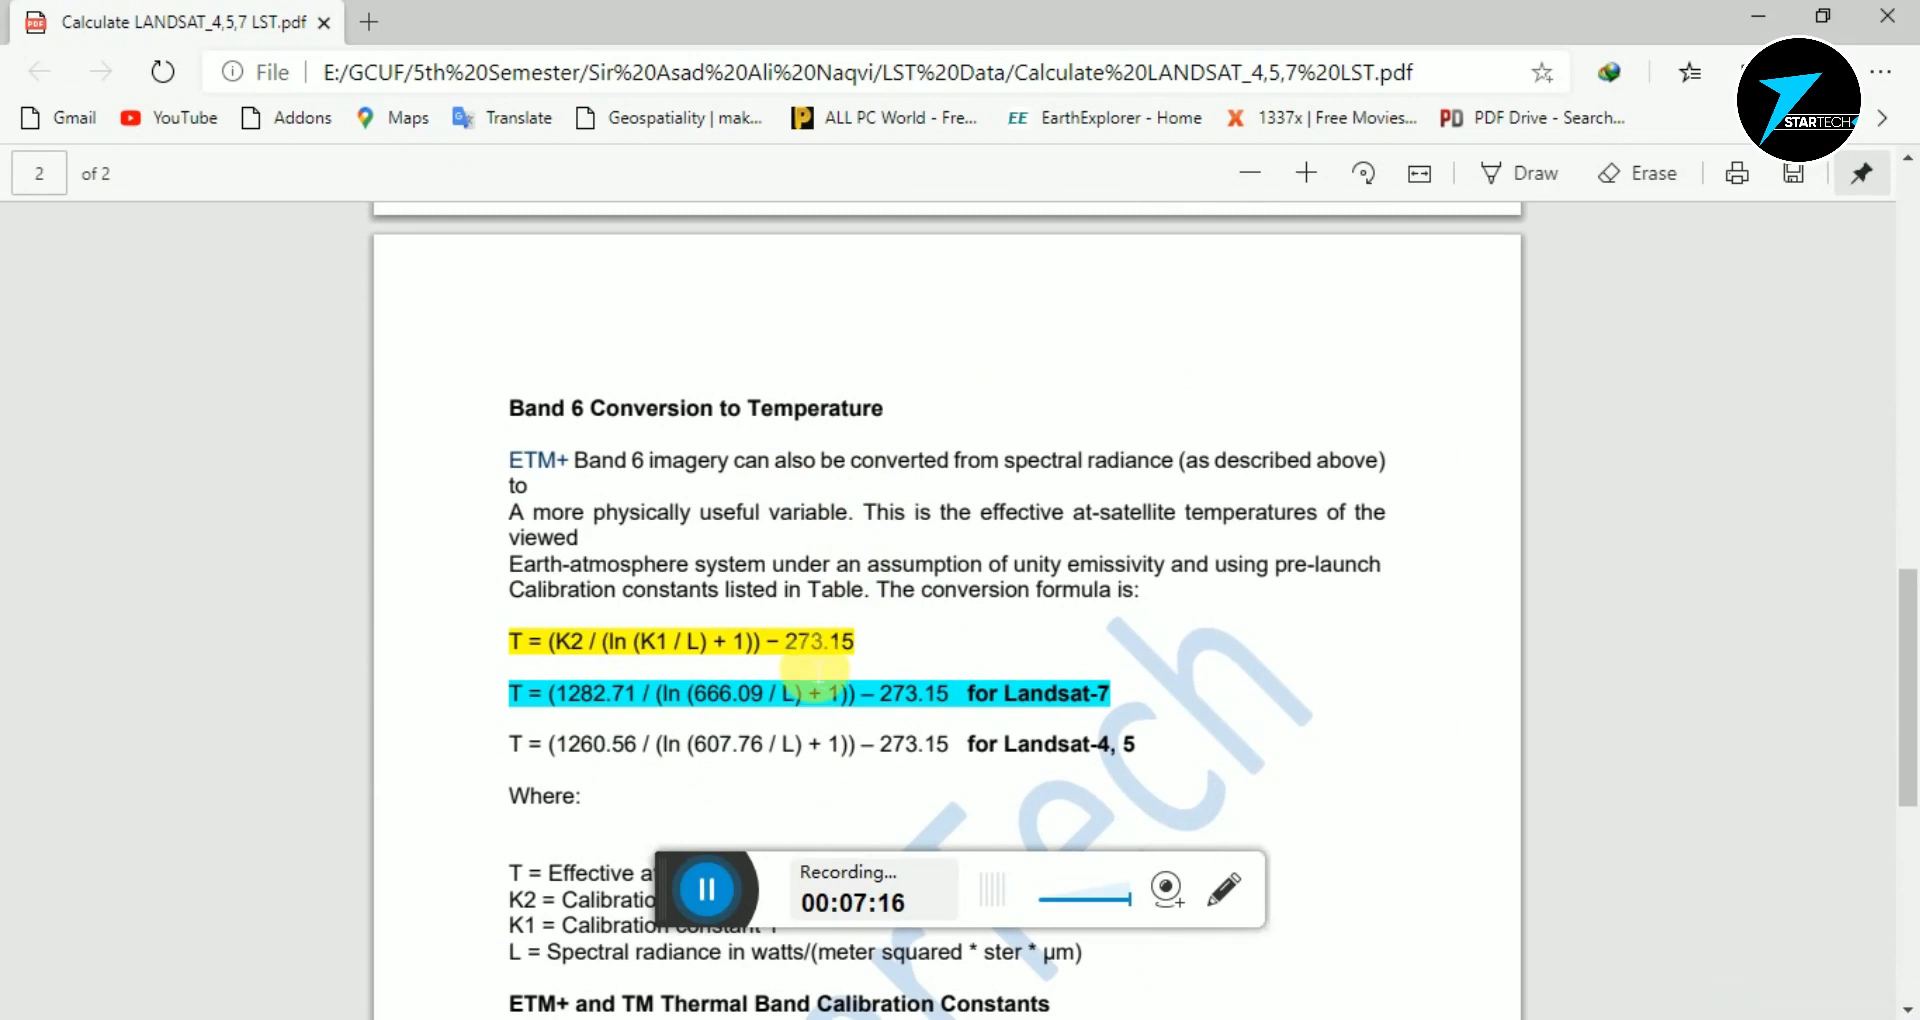 Calculate LANDSAT_4,5,7 LST.pdf
File E:/GCUF/5th%20Semester/Sir%20Asad%20Ali%20Naqvi/LST%20Data/Calculate%20LANDSAT_4,5,7%20LST.pdf
Gmail YouTube Addons Maps Translate Geospatiality | mak... ALL PC World - Fre... EE EarthExplorer - Home X 1337x | Free Movies... PD PDF Drive - Search...
STARTECH
2 of 2 Draw Erase
Band 6 Conversion to Temperature
ETM+ Band 6 imagery can also be converted from spectral radiance (as described above)
to
A more physically useful variable. This is the effective at-satellite temperatures of the
viewed
Earth-atmosphere system under an assumption of unity emissivity and using pre-launch
Calibration constants listed in Table. The conversion formula is:
T = (K2 / (ln (K1 / L) + 1)) − 273.15
T = (1282.71 / (ln (666.09 / L) + 1)) – 273.15 for Landsat-7
T = (1260.56 / (ln (607.76 / L) + 1)) – 273.15 for Landsat-4, 5
Where:
T = Effective a
K2 = Calibratio
K1 = Calibration constant 1
L = Spectral radiance in watts/(meter squared * ster * μm)
Recording...
00:07:16
ETM+ and TM Thermal Band Calibration Constants